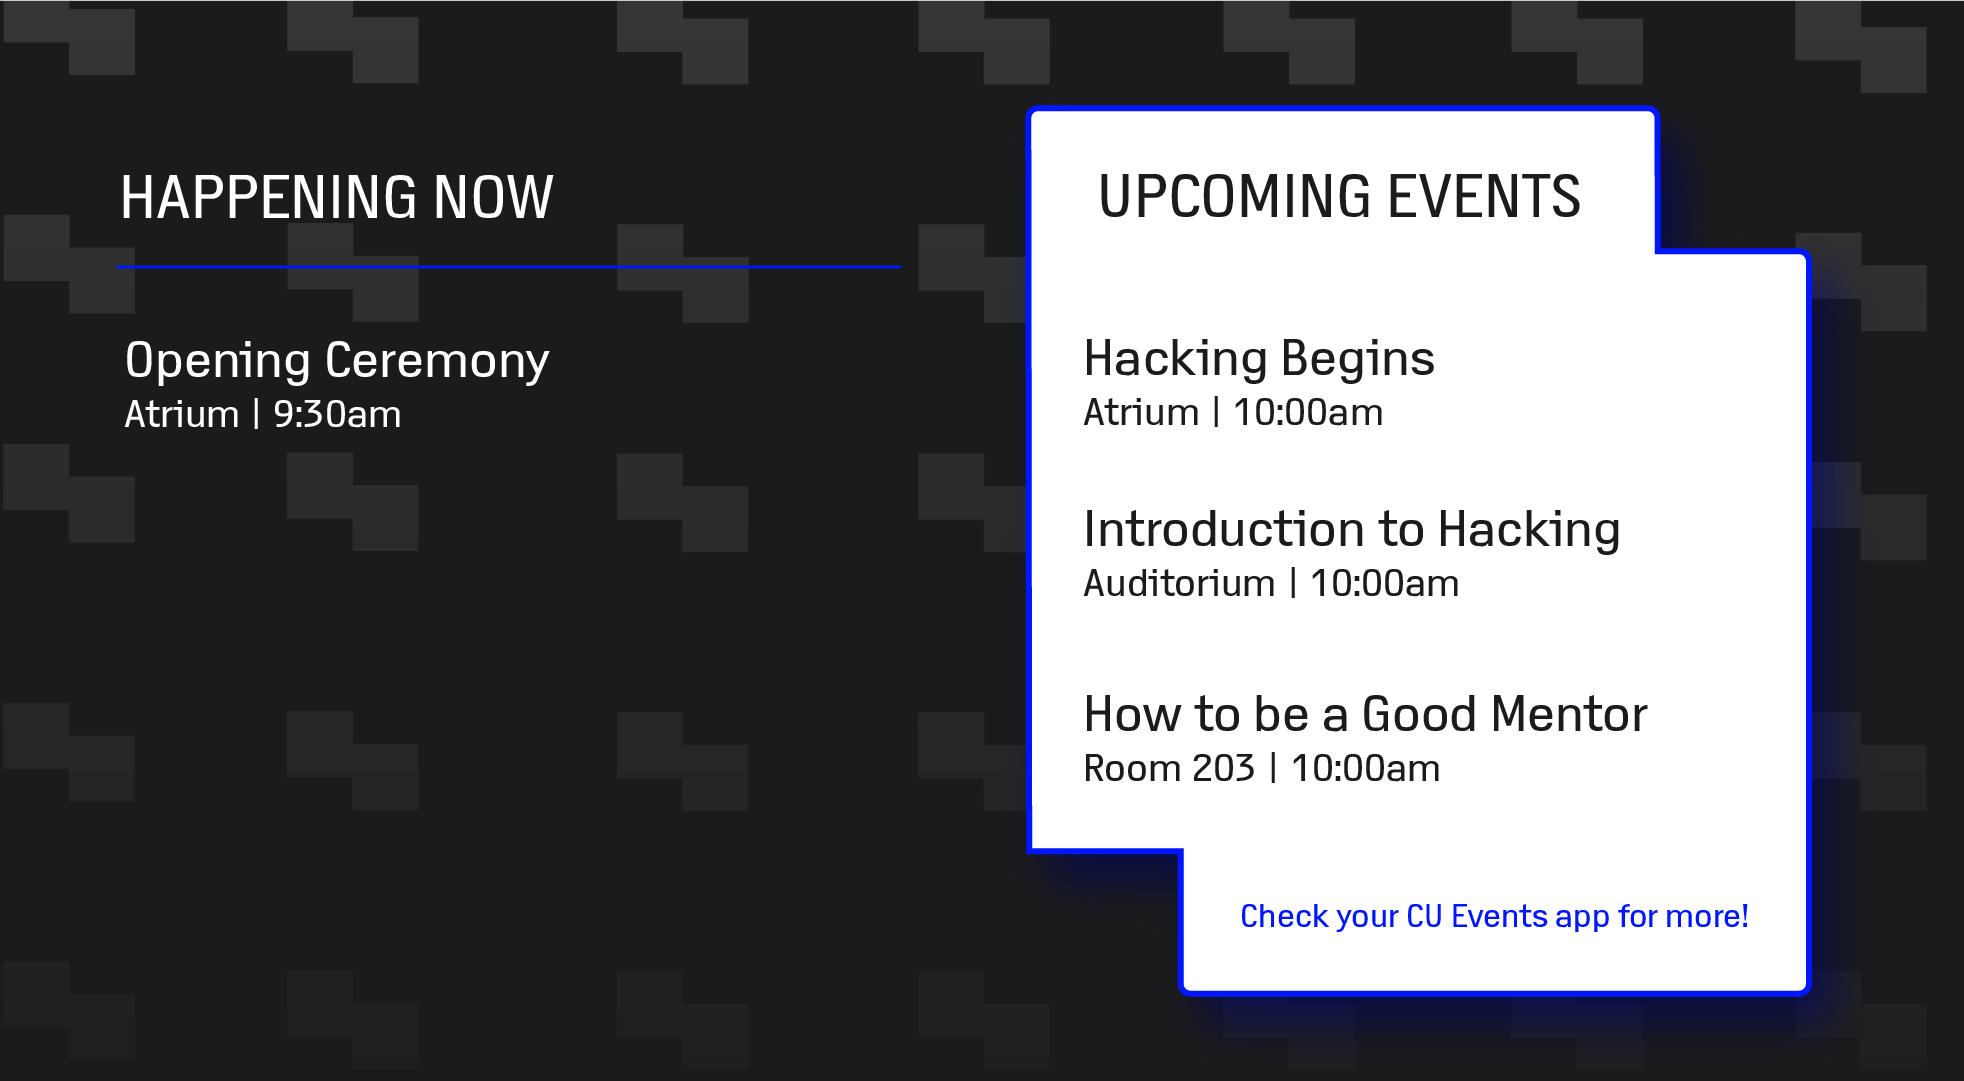 HAPPENING NOW
Opening Ceremony
Atrium | 9:30am
UPCOMING EVENTS
Hacking Begins
Atrium | 10:00am
Introduction to Hacking
Auditorium | 10:00am
How to be a Good Mentor
Room 203 | 10:00am
Check your CU Events app for more!